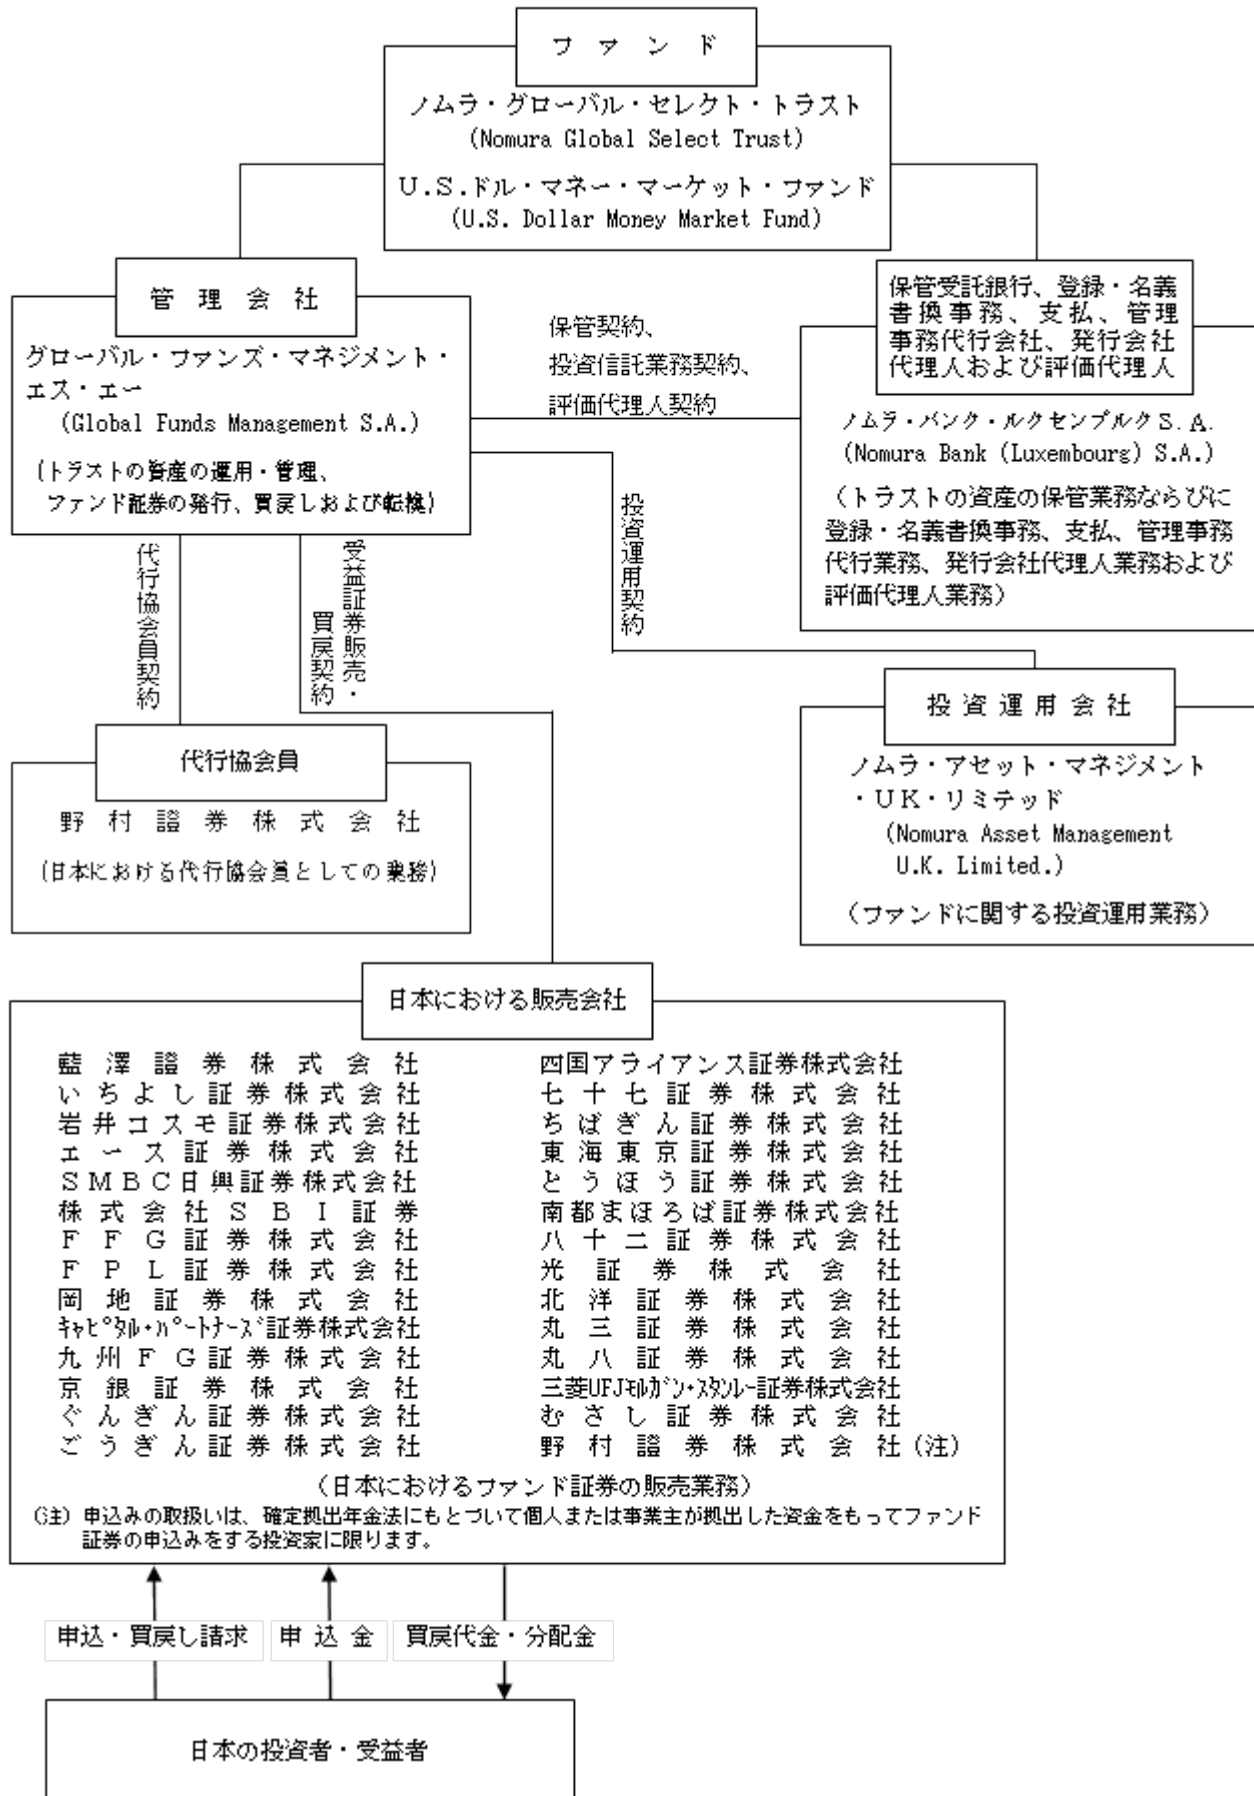 ファンド
ノムラ・グローバル・セレクト・トラスト
(Nomura Global Select Trust)
U.S.ドル・マネー・マーケット・ファンド
(U.S. Dollar Money Market Fund)
管理会社
グローバル・ファンズ・マネジメント・
エス・エー
(Global Funds Management S.A.)
(トラストの資産の運用・管理、
ファンド証券の発行、買戻しおよび転換)
保管契約、
投資信託業務契約、
評価代理人契約
保管受託銀行、登録・名義
書換事務、支払、管理
事務代行会社、発行会社
代理人および評価代理人
ノムラ・バンク・ルクセンブルクS.A.
(Nomura Bank (Luxembourg) S.A.)
(トラストの資産の保管業務ならびに
登録・名義書換事務、支払、管理事務
代行業務、発行会社代理人業務および
評価代理人業務)
代行協会員契約
受益証券販売・
買戻契約
投資運用契約
代行協会員
野村證券株式会社
(日本における代行協会員としての業務)
投資運用会社
ノムラ・アセット・マネジメント
・UK・リミテッド
(Nomura Asset Management
U.K. Limited.)
(ファンドに関する投資運用業務)
日本における販売会社
藍澤證券株式会社
いちよし証券株式会社
岩井コスモ証券株式会社
エース証券株式会社
SMBC日興証券株式会社
株式会社SBI証券
FFG証券株式会社
FPL証券株式会社
岡地証券株式会社
キャピタル・パートナーズ証券株式会社
九州FG証券株式会社
京銀証券株式会社
ぐんぎん証券株式会社
ごうぎん証券株式会社
四国アライアンス証券株式会社
七十七証券株式会社
ちばぎん証券株式会社
東海東京証券株式会社
とうほう証券株式会社
南都まほろば証券株式会社
八十二証券株式会社
光証券株式会社
北洋証券株式会社
丸三証券株式会社
丸八証券株式会社
三菱UFJモルガン・スタンレー証券株式会社
むさし証券株式会社
野村證券株式会社(注)
(日本におけるファンド証券の販売業務)
(注) 申込みの取扱いは、確定拠出年金法にもとづいて個人または事業主が拠出した資金をもってファンド
証券の申込みをする投資家に限ります。
申込・買戻し請求
申込金
買戻代金・分配金
日本の投資者・受益者